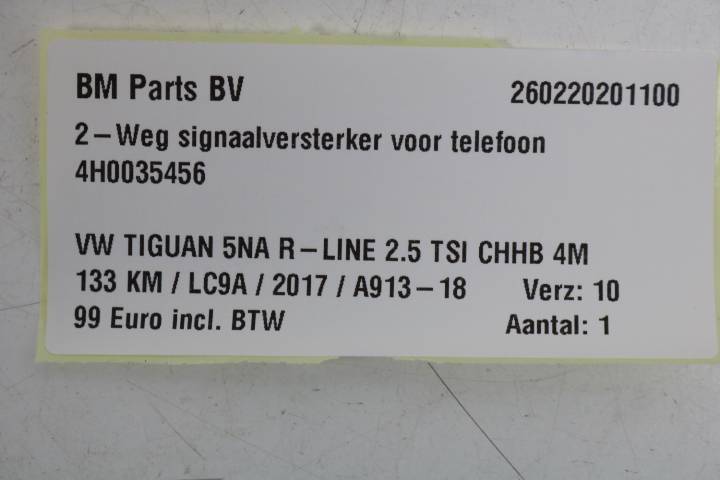 BM Parts BV 260220201100
2-Weg signaalversterker voor telefoon
4H0035456
VW TIGUAN 5NA R-LINE 2.5 TSI CHHB 4M
133 KM / LC9A / 2017 / A913-18 Verz: 10
99 Euro incl. BTW Aantal: 1